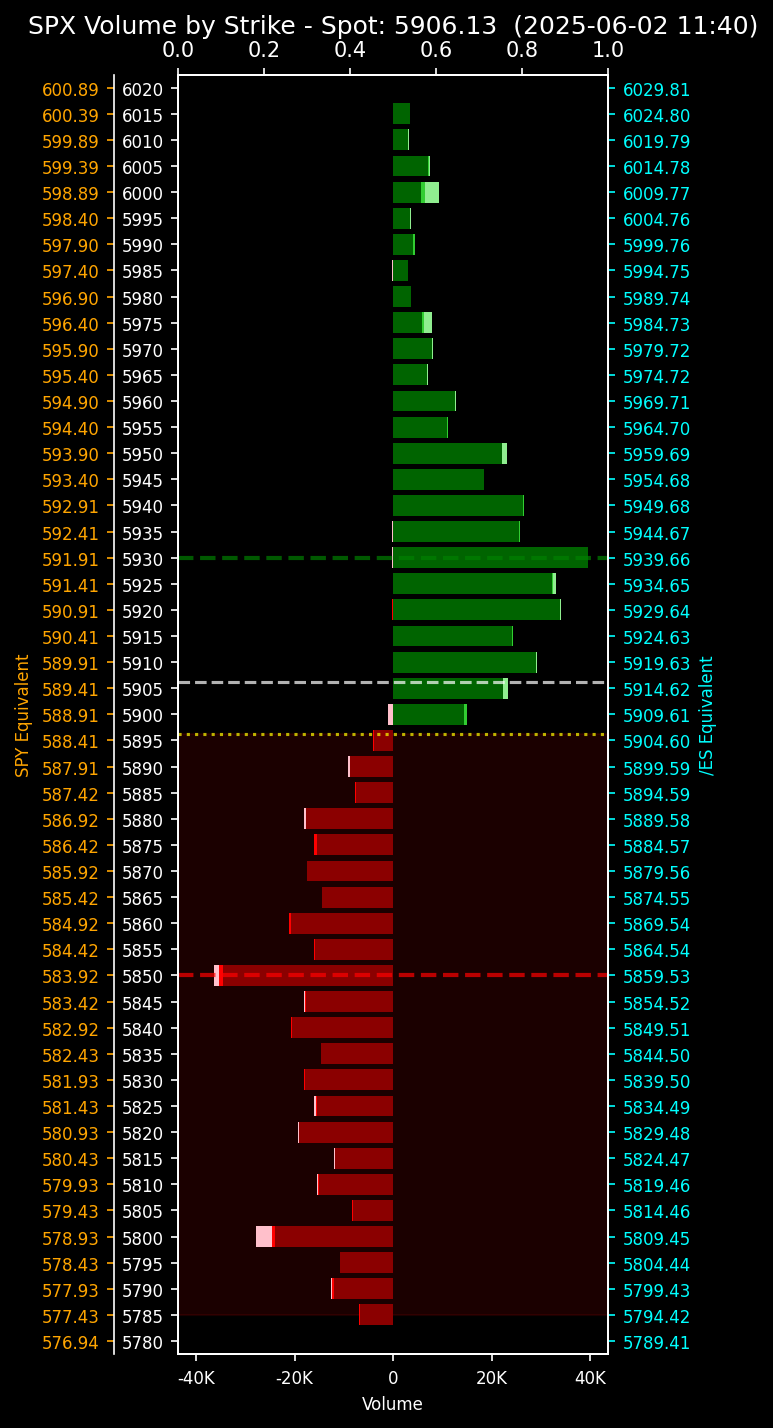 SPX Volume by Strike - Spot: 5906.13 (2025-06-02 11:40)
0.0 0.2 0.4 0.6 0.8 1.0
600.89 6020 6029.81
600.39 6015 6024.80
599.89 6010 6019.79
599.39 6005 6014.78
598.89 6000 6009.77
598.40 5995 6004.76
597.90 5990 5999.76
597.40 5985 5994.75
596.90 5980 5989.74
596.40 5975 5984.73
595.90 5970 5979.72
595.40 5965 5974.72
594.90 5960 5969.71
594.40 5955 5964.70
593.90 5950 5959.69
593.40 5945 5954.68
592.91 5940 5949.68
592.41 5935 5944.67
591.91 5930 5939.66
591.41 5925 5934.65
590.91 5920 5929.64
590.41 5915 5924.63
589.91 5910 5919.63
589.41 5905 5914.62
588.91 5900 5909.61
588.41 5895 5904.60
587.91 5890 5899.59
587.42 5885 5894.59
586.92 5880 5889.58
586.42 5875 5884.57
585.92 5870 5879.56
585.42 5865 5874.55
584.92 5860 5869.54
584.42 5855 5864.54
583.92 5850 5859.53
583.42 5845 5854.52
582.92 5840 5849.51
582.43 5835 5844.50
581.93 5830 5839.50
581.43 5825 5834.49
580.93 5820 5829.48
580.43 5815 5824.47
579.93 5810 5819.46
579.43 5805 5814.46
578.93 5800 5809.45
578.43 5795 5804.44
577.93 5790 5799.43
577.43 5785 5794.42
576.94 5780 5789.41
SPY Equivalent
/ES Equivalent
-40K -20K 0 20K 40K
Volume